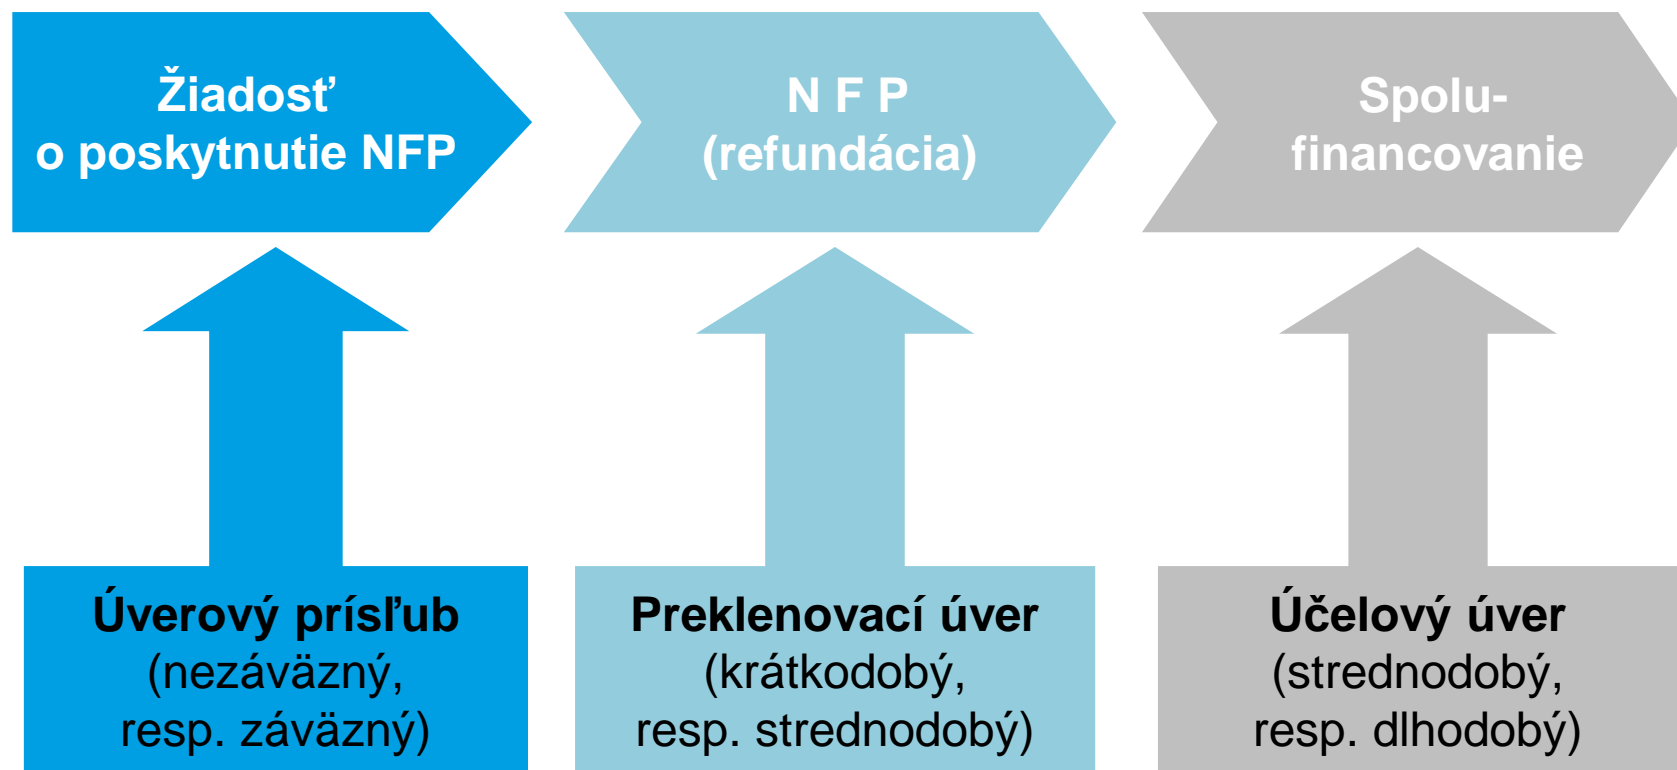 Žiadosť
o poskytnutie NFP
N F P
(refundácia)
Spolu-
financovanie
Úverový prísľub
(nezáväzný,
resp. záväzný)
Preklenovací úver
(krátkodobý,
resp. strednodobý)
Účelový úver
(strednodobý,
resp. dlhodobý)